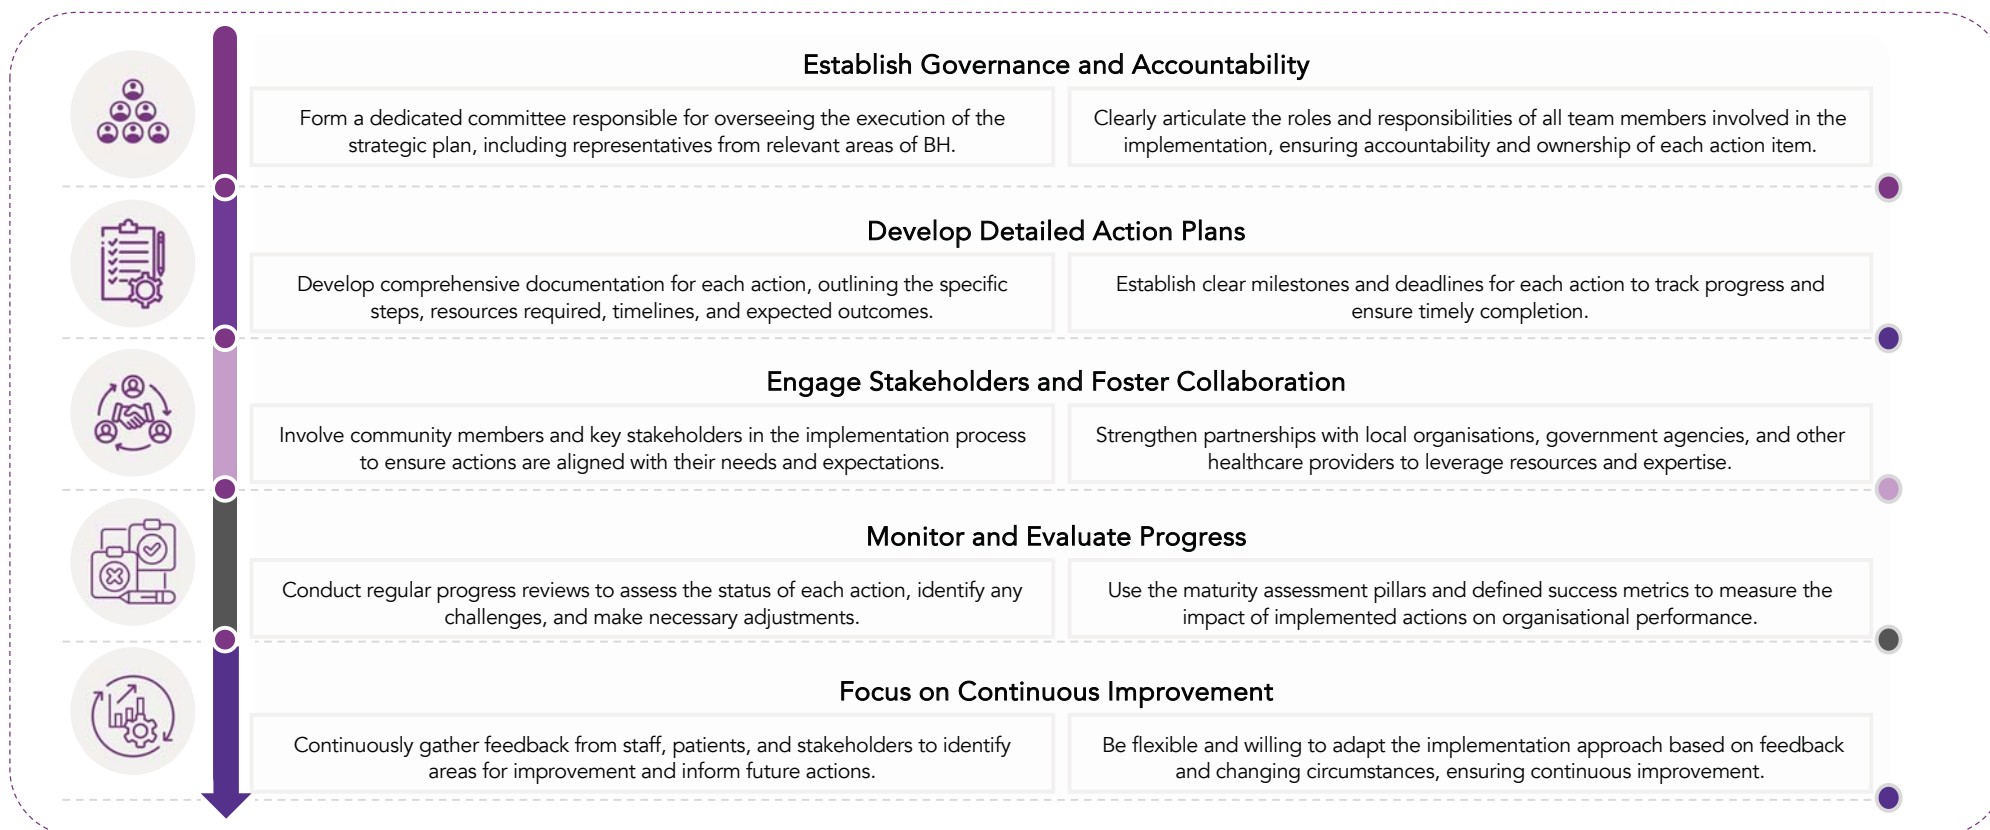 Establish Governance and Accountability
Form a dedicated committee responsible for overseeing the execution of the
strategic plan, including representatives from relevant areas of BH.
Clearly articulate the roles and responsibilities of all team members involved in the
implementation, ensuring accountability and ownership of each action item.
Develop Detailed Action Plans
Develop comprehensive documentation for each action, outlining the specific
steps, resources required, timelines, and expected outcomes.
Establish clear milestones and deadlines for each action to track progress and
ensure timely completion.
Engage Stakeholders and Foster Collaboration
Involve community members and key stakeholders in the implementation process
to ensure actions are aligned with their needs and expectations.
Strengthen partnerships with local organisations, government agencies, and other
healthcare providers to leverage resources and expertise.
Monitor and Evaluate Progress
Conduct regular progress reviews to assess the status of each action, identify any
challenges, and make necessary adjustments.
Use the maturity assessment pillars and defined success metrics to measure the
impact of implemented actions on organisational performance.
Focus on Continuous Improvement
Continuously gather feedback from staff, patients, and stakeholders to identify
areas for improvement and inform future actions.
Be flexible and willing to adapt the implementation approach based on feedback
and changing circumstances, ensuring continuous improvement.